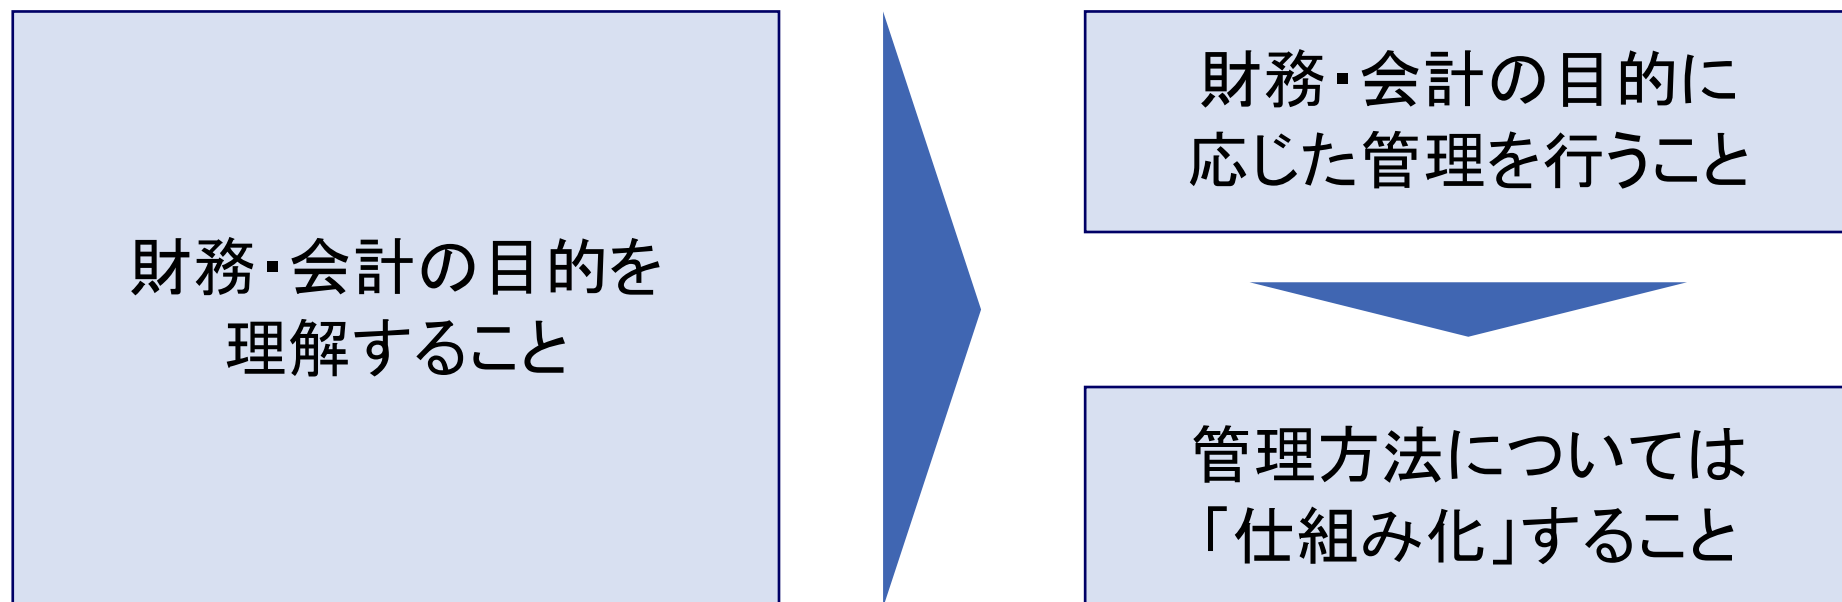 財務・会計の目的を
理解すること
財務・会計の目的に
応じた管理を行うこと
管理方法については
「仕組み化」すること